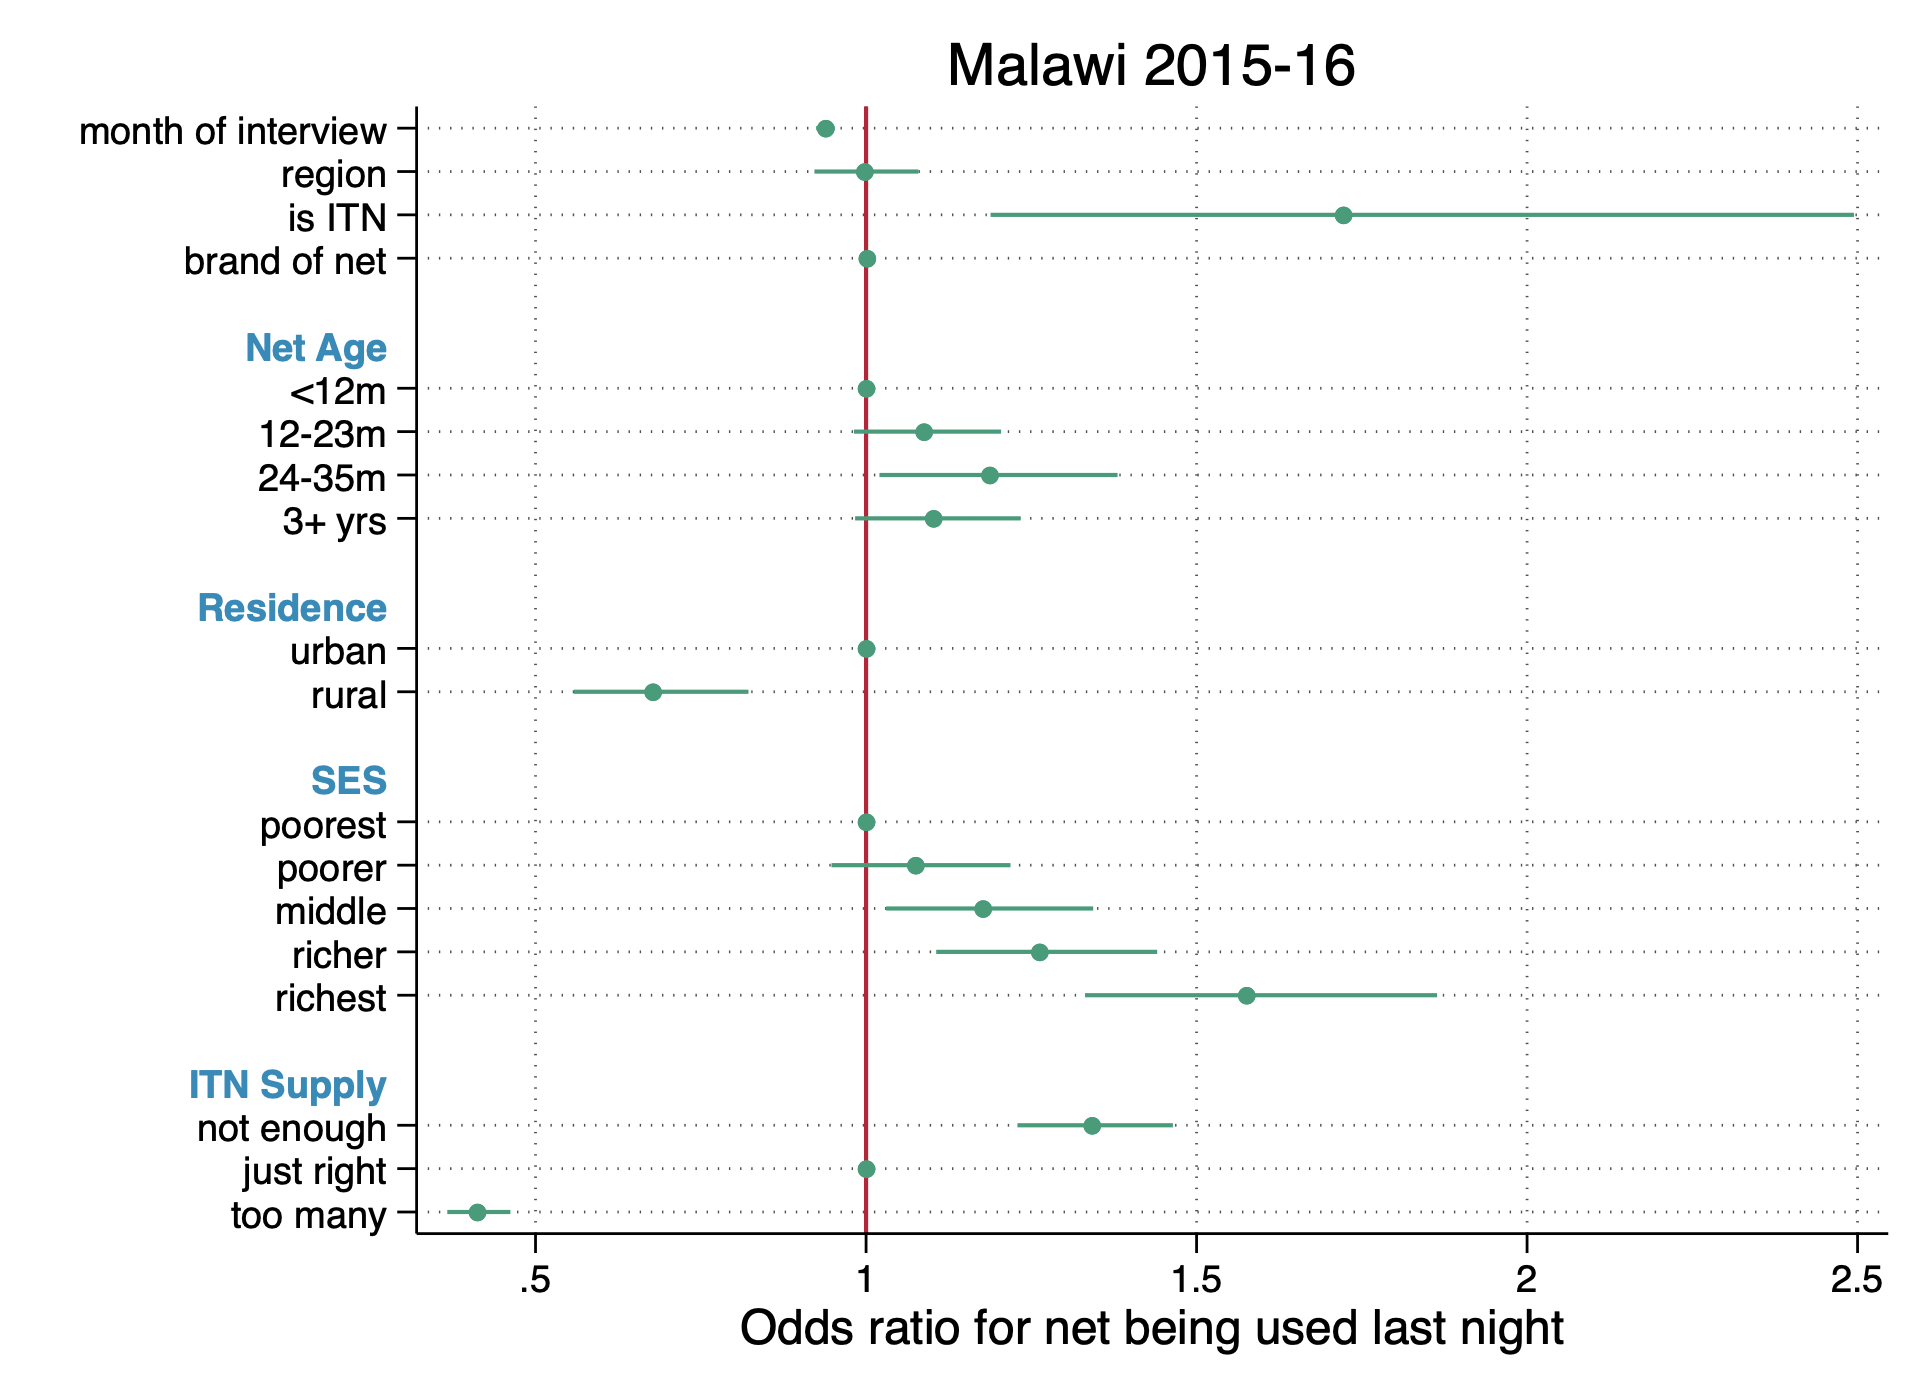 Malawi 2015-16
month of interview
region
is ITN
brand of net
Net Age
<12m
12-23m
24-35m
3+ yrs
Residence
urban
rural
SES
poorest
poorer
middle
richer
richest
ITN Supply
not enough
just right
too many
.5 1 1.5 2 2.5
Odds ratio for net being used last night